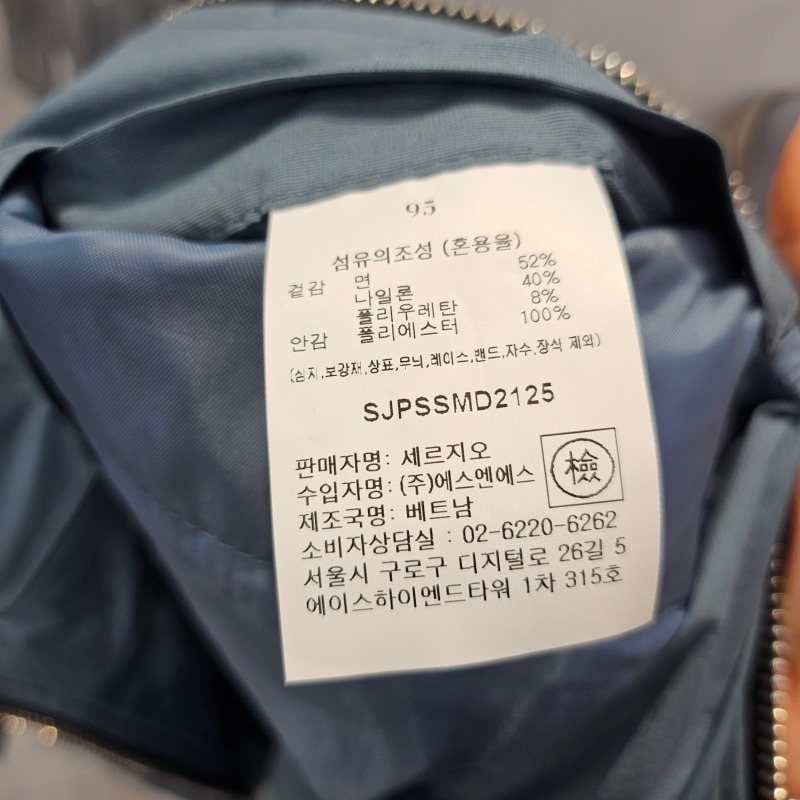 95
섬유의조성 (혼용율)
겉감 면 52%
나일론 40%
폴리우레탄 8%
안감 폴리에스터 100%
(심지,보강재,상표,무늬,레이스,밴드,자수,장식 제외)
SJPSSMD2125
판매자명: 세르지오
수입자명: (주)에스엔에스
檢
제조국명: 베트남
소비자상담실 : 02-6220-6262
서울시 구로구 디지털로 26길 5
에이스하이엔드타워 1차 315호